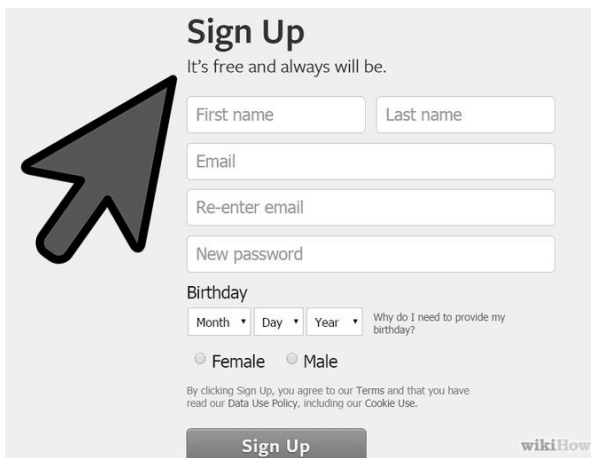 Sign Up
It's free and always will be.
First name Last name
Email
Re-enter email
New password
Birthday
Month Day Year Why do I need to provide my
birthday?
Female Male
By clicking Sign Up, you agree to our Terms and that you have
read our Data Use Policy, including our Cookie Use.
Sign Up
wikiHow